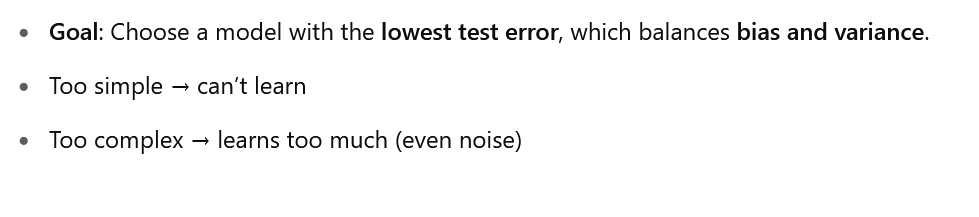 • Goal: Choose a model with the lowest test error, which balances bias and variance.
• Too simple → can’t learn
• Too complex → learns too much (even noise)